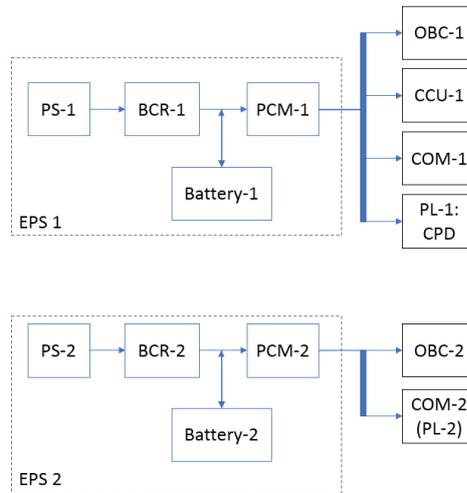 OBC-1
PS-1
BCR-1
PCM-1
CCU-1
COM-1
Battery-1
PL-1:
CPD
EPS 1
PS-2
BCR-2
PCM-2
OBC-2
COM-2
(PL-2)
Battery-2
EPS 2